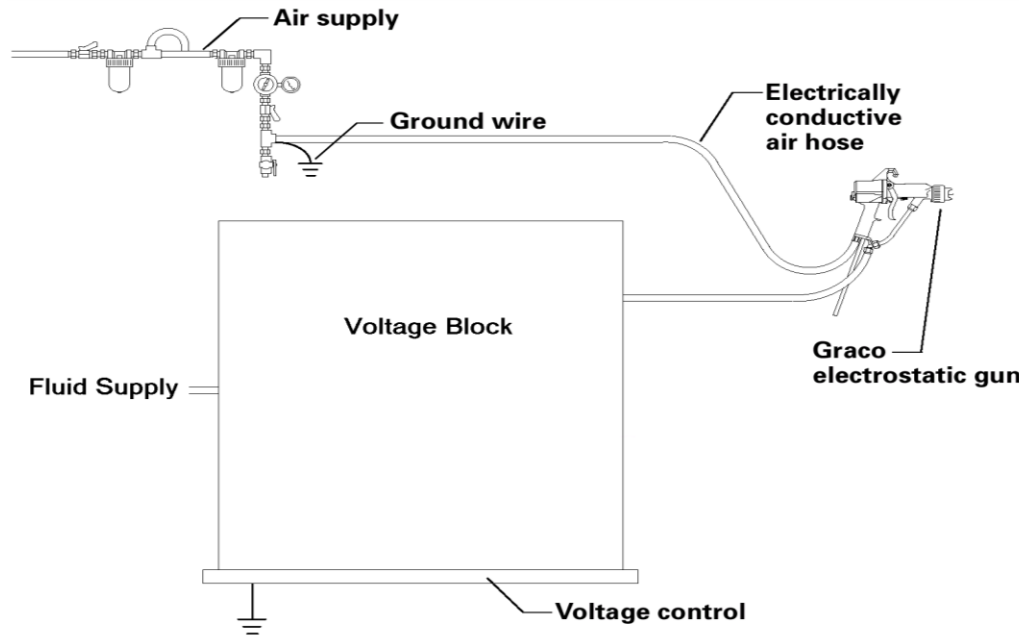 Air supply
Ground wire
Electrically
conductive
air hose
Voltage Block
Graco
electrostatic gun
Fluid Supply
Voltage control